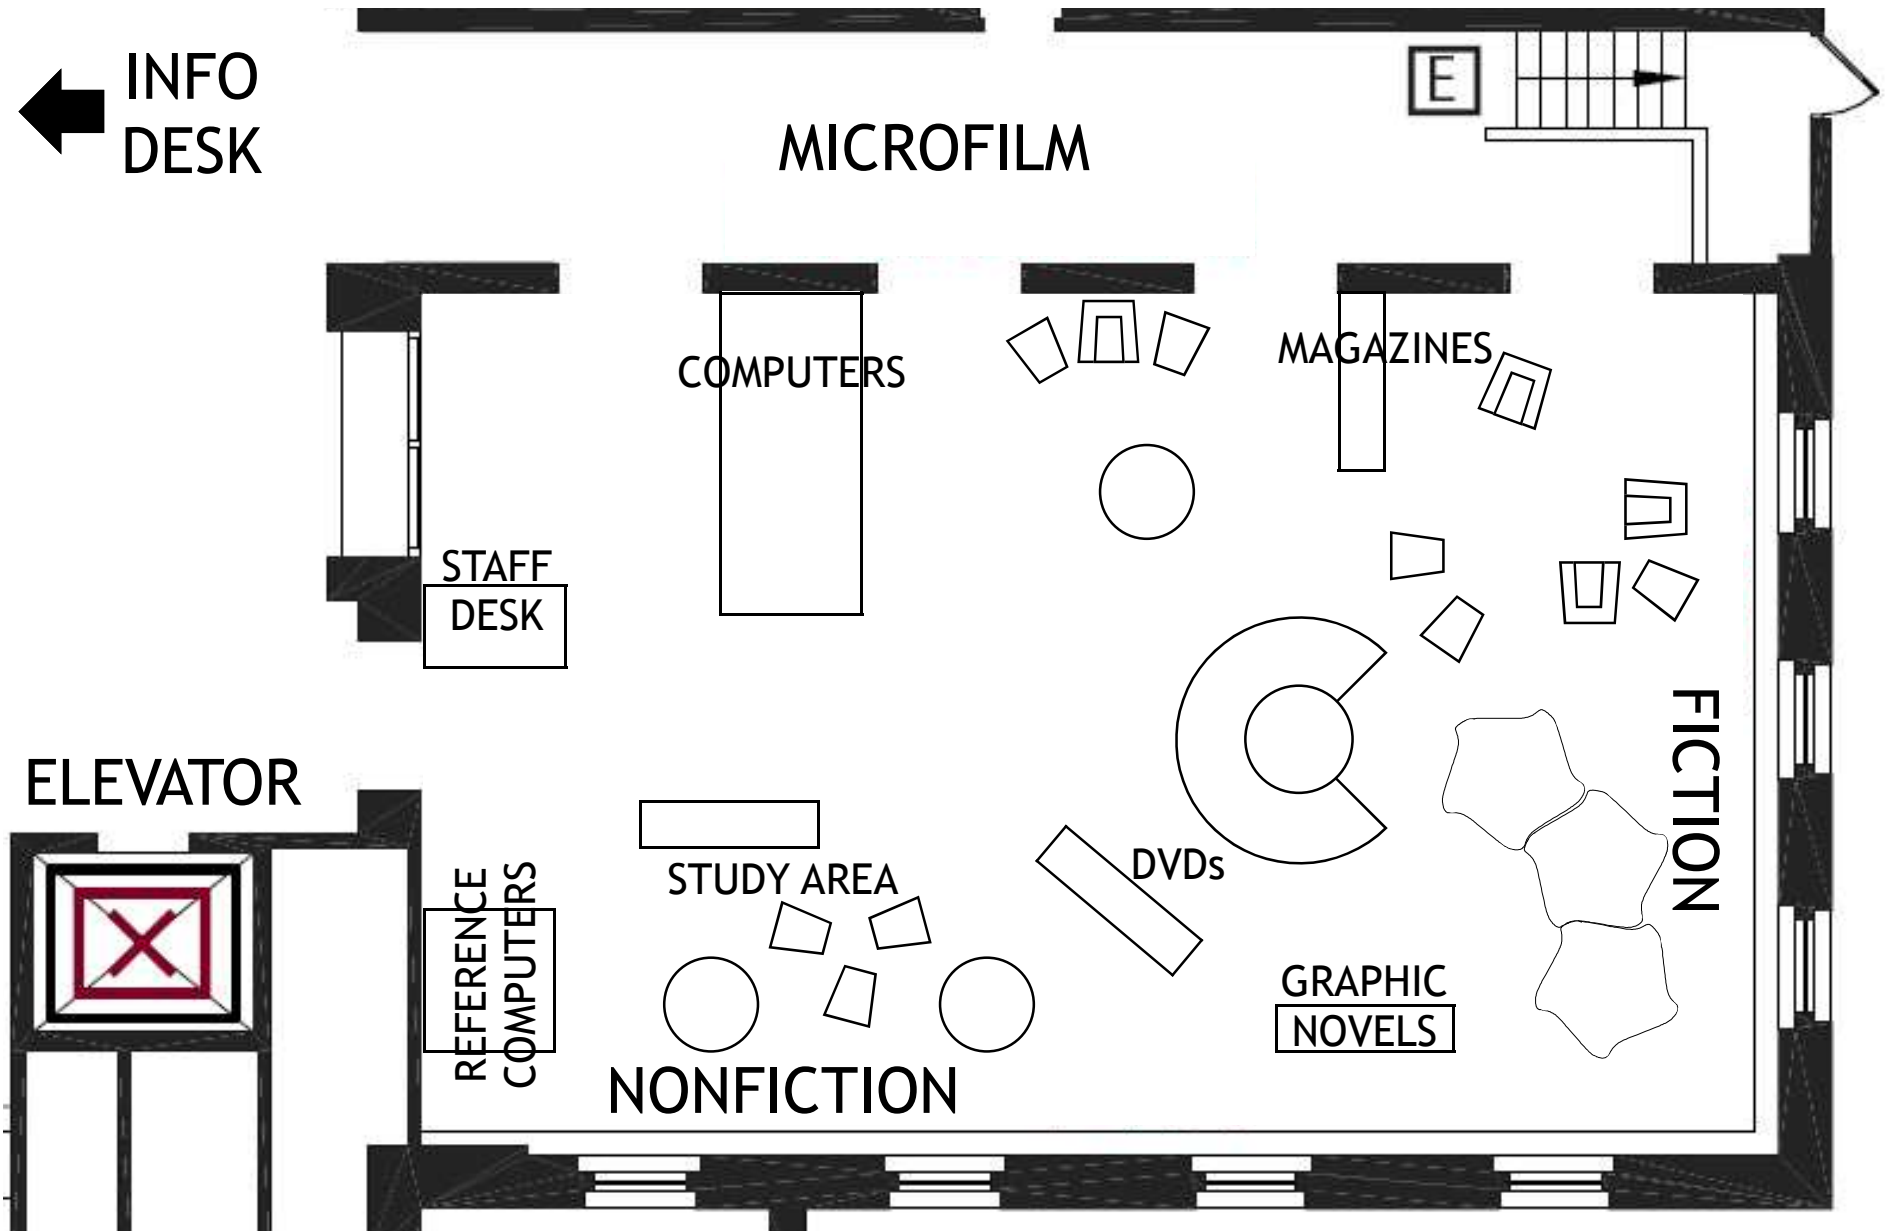 INFO
DESK
E
MICROFILM
COMPUTERS
MAGAZINES
STAFF
DESK
ELEVATOR
FICTION
STUDY AREA
DVDs
REFERENCE
COMPUTERS
GRAPHIC
NOVELS
NONFICTION